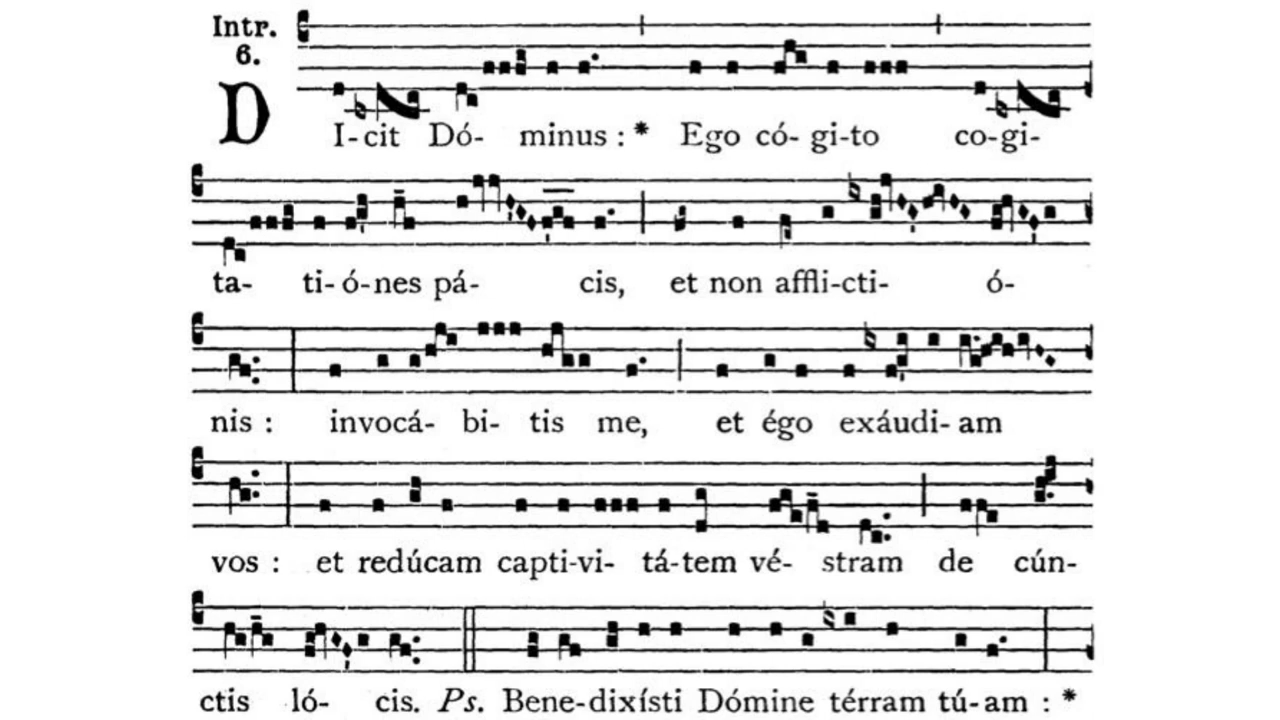 Intr.
6.
DI-cit Dó- minus : * Ego có- gi-to co-gi-
ta- ti-ó-nes pá- cis, et non affli-cti- ó-
nis : invocá- bi- tis me, et égo exáudi- am
vos : et redúcam capti-vi- tá-tem vé- stram de cún-
ctis ló- cis. Ps. Bene-dixísti Dómine térram tú-am : *